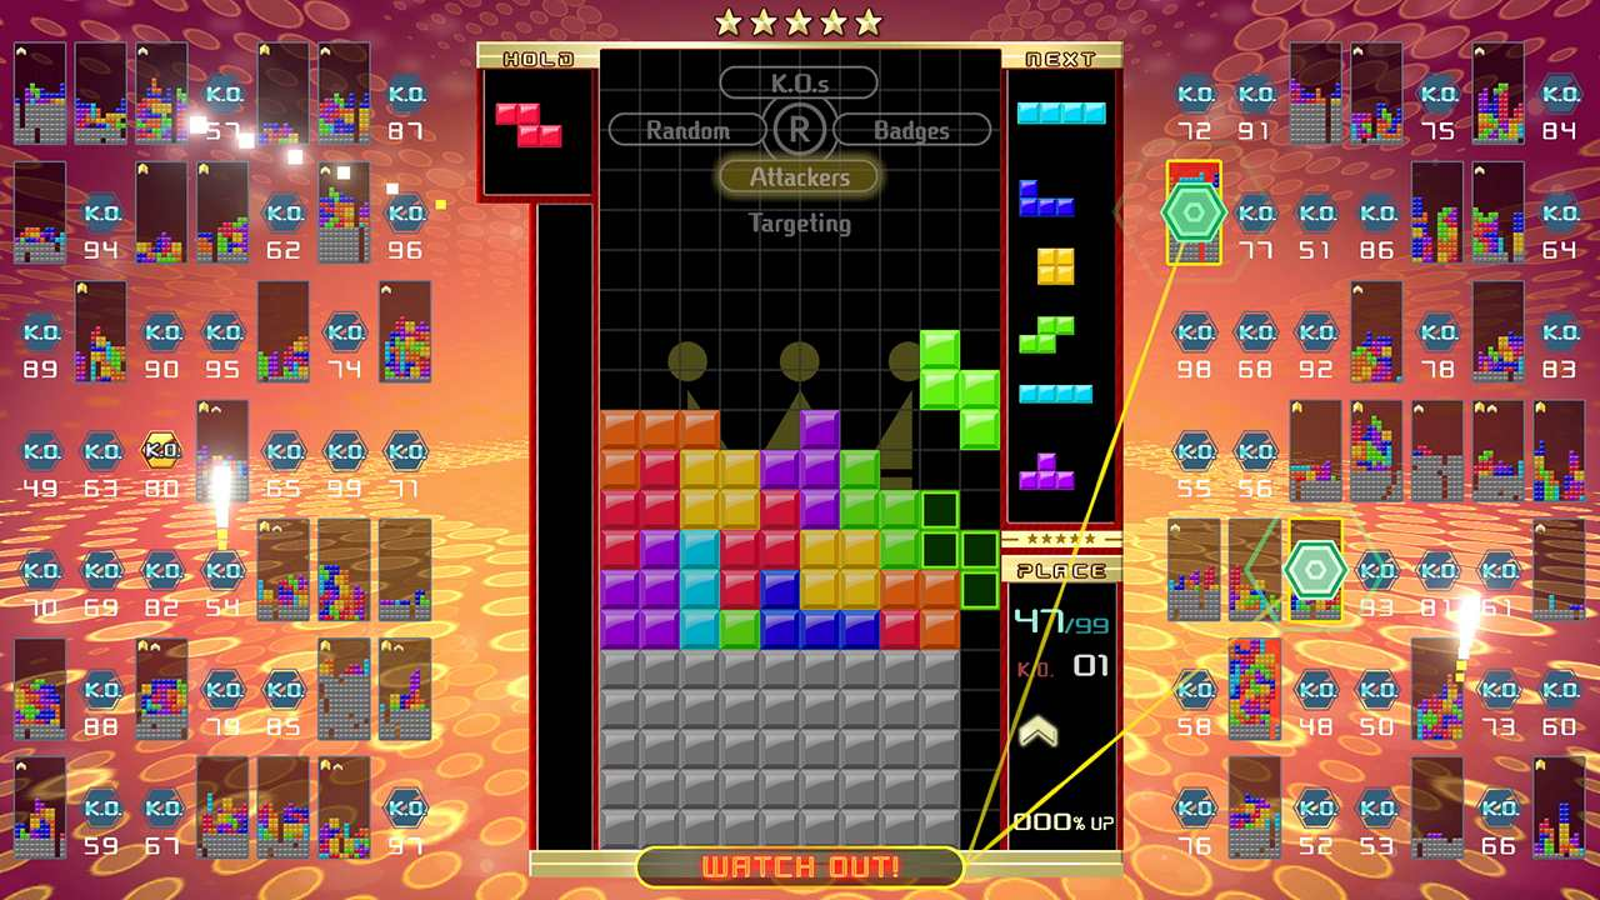 HOLD
NEXT
K.O.s
Random
R
Badges
Attackers
Targeting
K.O. K.O.
57 87
K.O. K.O. K.O.
94 62 96
K.O. K.O. K.O. K.O.
89 90 95 74
K.O. K.O. K.O. K.O. K.O. K.O.
49 63 80 65 99 71
K.O. K.O. K.O. K.O.
70 69 82 54
K.O. K.O. K.O.
88 79 85
K.O. K.O. K.O.
59 67 97
K.O. K.O. K.O. K.O.
72 91 75 84
K.O. K.O. K.O. K.O.
77 51 86 64
K.O. K.O. K.O. K.O. K.O.
98 68 92 78 83
K.O. K.O.
55 56
K.O. K.O. K.O.
93 81 61
K.O. K.O. K.O. K.O. K.O.
58 48 50 73 60
K.O. K.O. K.O. K.O.
76 52 53 66
PLACE
47/99
K.O. 01
000% UP
WATCH OUT!